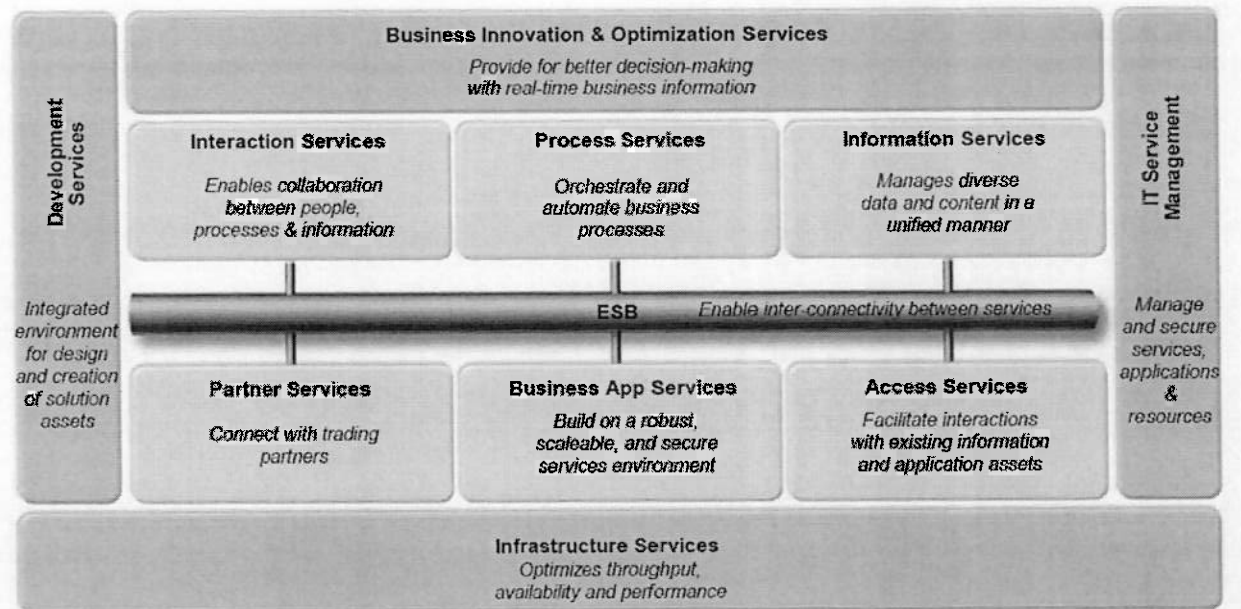 Business Innovation & Optimization Services
Provide for better decision-making
with real-time business information
Development
Services
Integrated
environment
for design
and creation
of solution
assets
Interaction Services
Enables collaboration
between people,
processes & information
Process Services
Orchestrate and
automate business
processes
Information Services
Manages diverse
data and content in a
unified manner
IT Service
Management
Manage
and secure
services,
applications
&
resources
ESB Enable inter-connectivity between services
Partner Services
Connect with trading
partners
Business App Services
Build on a robust,
scaleable, and secure
services environment
Access Services
Facilitate interactions
with existing information
and application assets
Infrastructure Services
Optimizes throughput,
availability and performance